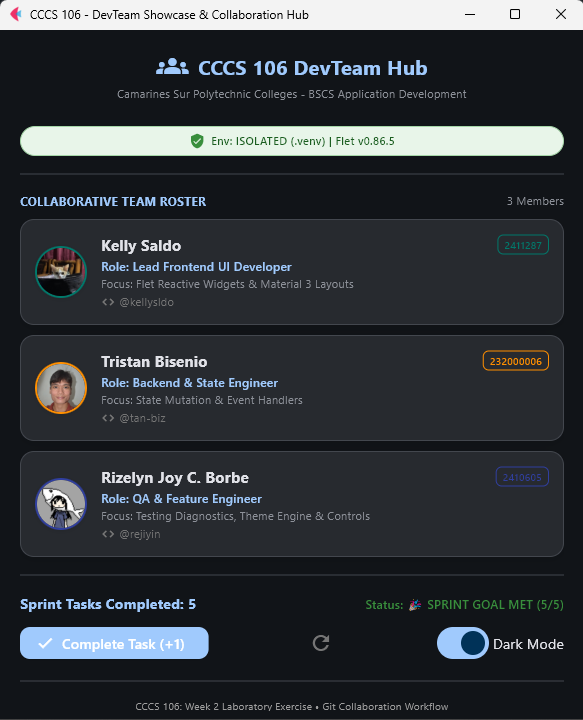 CCCS 106 - DevTeam Showcase & Collaboration Hub
CCCS 106 DevTeam Hub
Camarines Sur Polytechnic Colleges - BSCS Application Development
Env: ISOLATED (.venv) | Flet v0.86.5
COLLABORATIVE TEAM ROSTER
3 Members
Kelly Saldo
2411287
Role: Lead Frontend UI Developer
Focus: Flet Reactive Widgets & Material 3 Layouts
@kellysldo
Tristan Bisenio
232000006
Role: Backend & State Engineer
Focus: State Mutation & Event Handlers
@tan-biz
Rizelyn Joy C. Borbe
2410605
Role: QA & Feature Engineer
Focus: Testing Diagnostics, Theme Engine & Controls
@rejiyin
Sprint Tasks Completed: 5
Status: 🎉 SPRINT GOAL MET (5/5)
Complete Task (+1)
Dark Mode
CCCS 106: Week 2 Laboratory Exercise • Git Collaboration Workflow